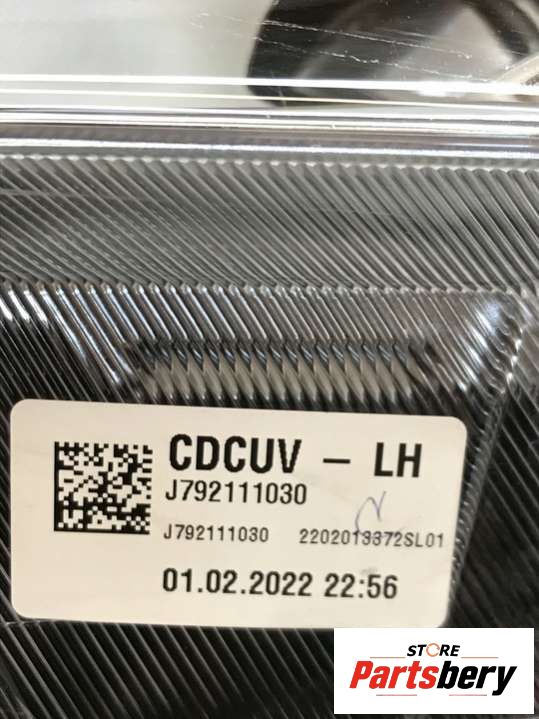 CDCUV – LH
J792111030
J792111030 2202013372SL01
01.02.2022 22:56
STORE
Partsbery